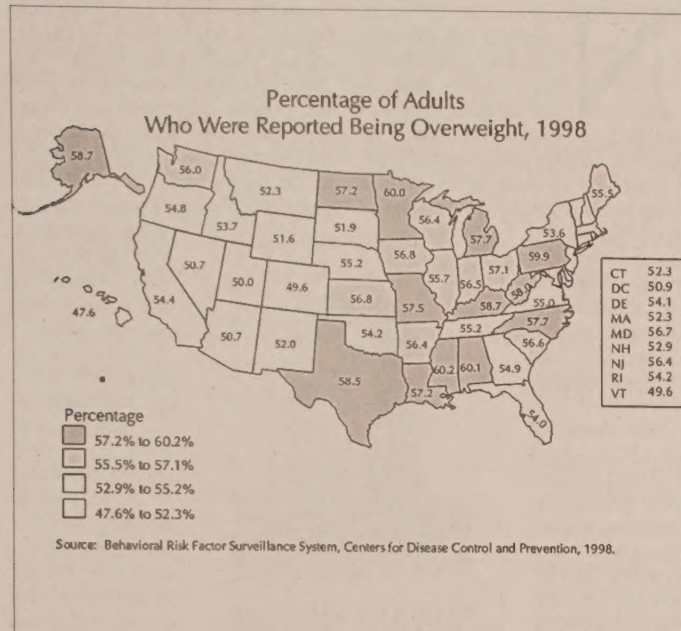 Percentage of Adults
Who Were Reported Being Overweight, 1998
58.7
56.0
52.3
57.2
60.0
55.5
54.8
53.7
51.9
56.4
57.7
53.6
51.6
59.9
50.7
55.2
56.8
57.1
50.0
49.6
55.7
56.5
58.0
54.4
56.8
57.5
58.7
55.0
47.6
50.7
52.0
54.2
56.4
55.2
57.7
56.6
58.5
60.2
60.1
54.9
57.2
54.0
CT 52.3
DC 50.9
DE 54.1
MA 52.3
MD 56.7
NH 52.9
NJ 56.4
RI 54.2
VT 49.6
Percentage
57.2% to 60.2%
55.5% to 57.1%
52.9% to 55.2%
47.6% to 52.3%
Source: Behavioral Risk Factor Surveillance System, Centers for Disease Control and Prevention, 1998.